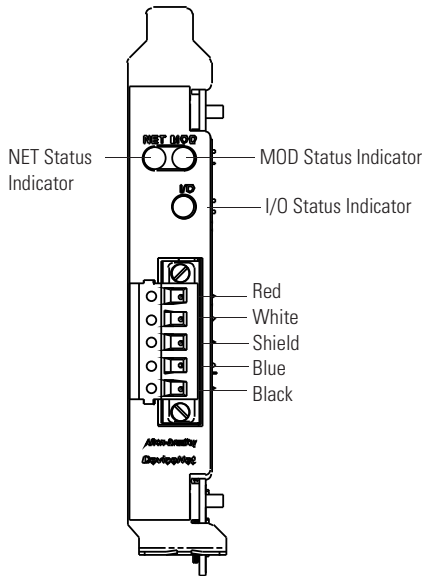 NET MOD
NET Status
Indicator
MOD Status Indicator
I/O
I/O Status Indicator
Red
White
Shield
Blue
Black
Allen-Bradley
DeviceNet